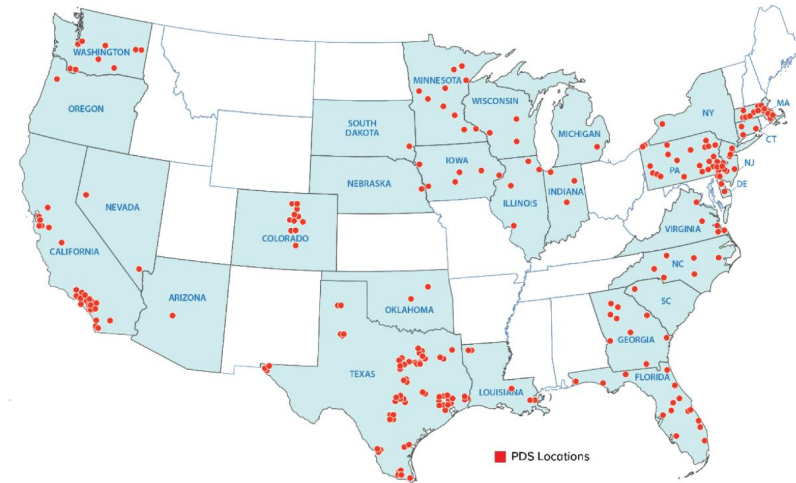 WASHINGTON
OREGON
NEVADA
CALIFORNIA
ARIZONA
COLORADO
SOUTH
DAKOTA
NEBRASKA
MINNESOTA
IOWA
WISCONSIN
ILLINOIS
MICHIGAN
INDIANA
OKLAHOMA
TEXAS
LOUISIANA
NY
MA
CT
PA
NJ
DE
VIRGINIA
NC
SC
GEORGIA
FLORIDA
PDS Locations